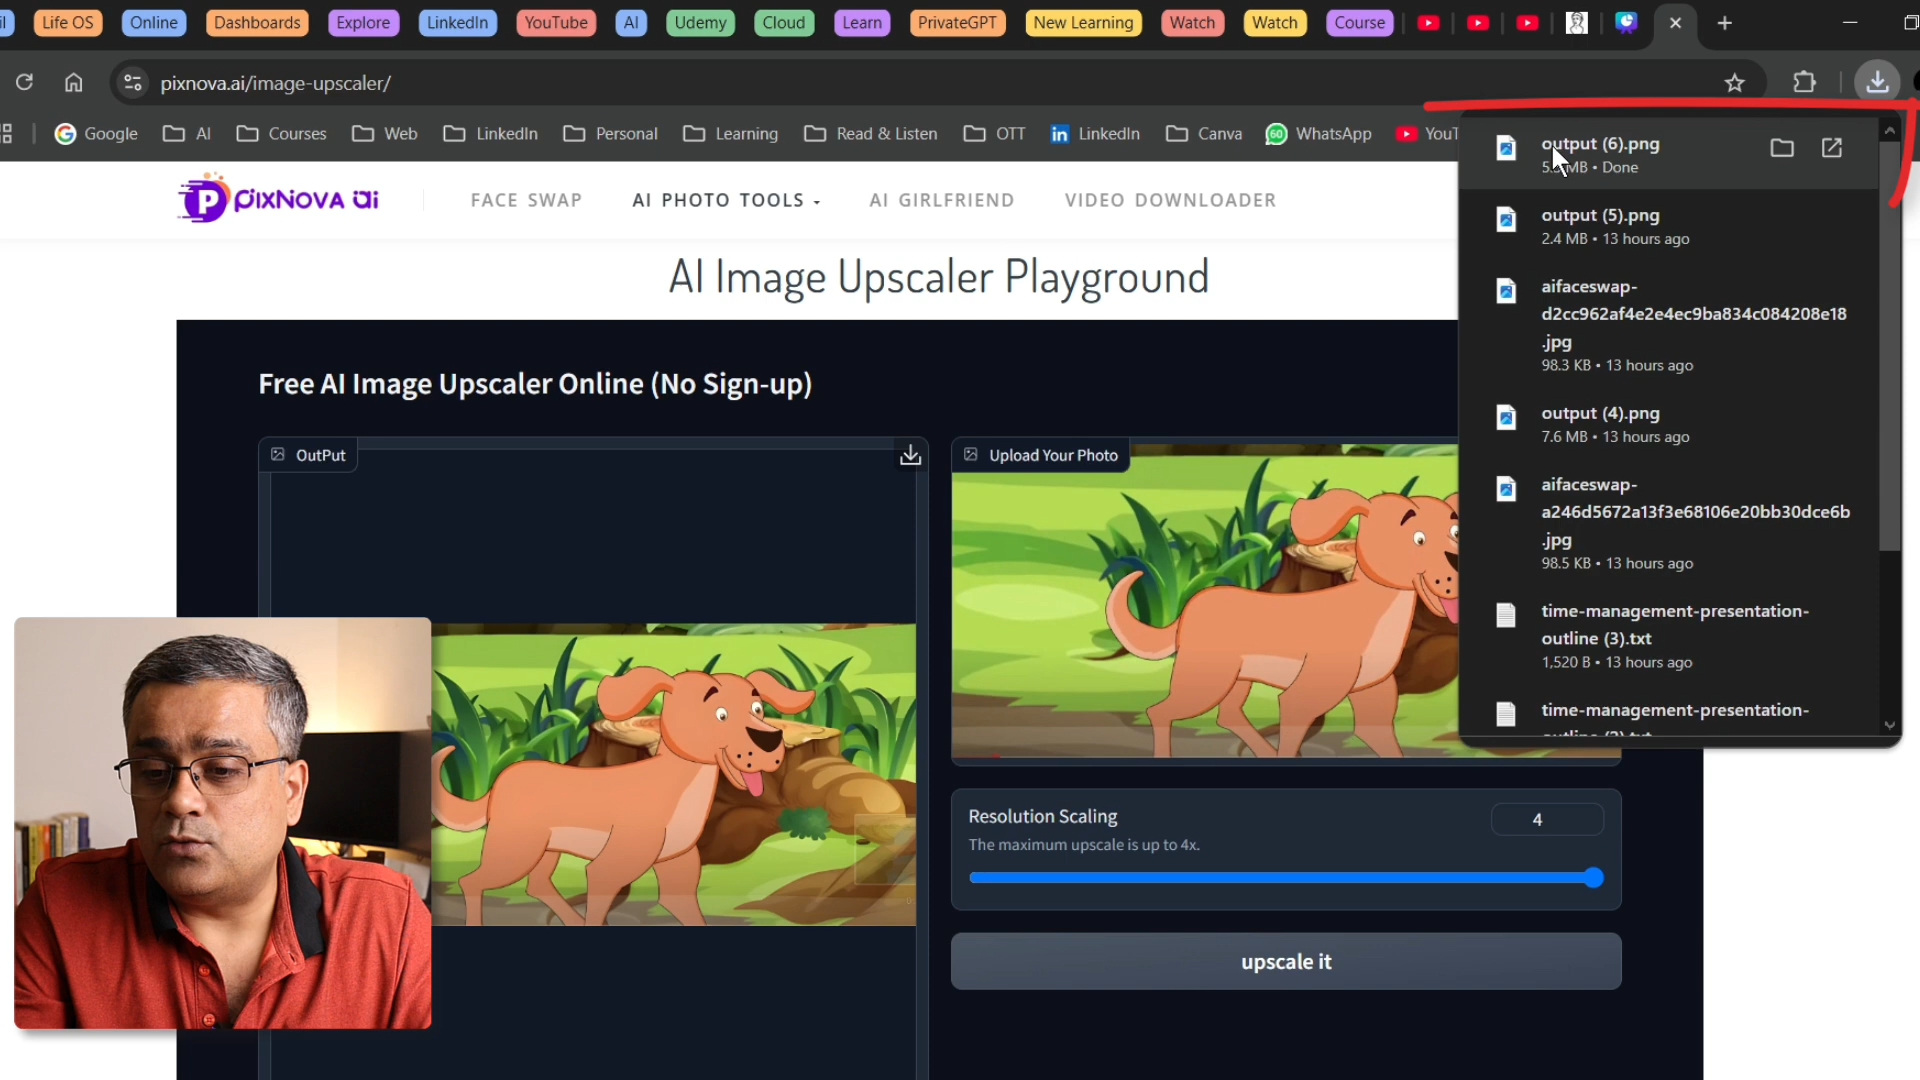 il
Life OS
Online
Dashboards
Explore
LinkedIn
YouTube
AI
Udemy
Cloud
Learn
PrivateGPT
New Learning
Watch
Watch
Course
pixnova.ai/image-upscaler/
Google
AI
Courses
Web
LinkedIn
Personal
Learning
Read & Listen
OTT
in LinkedIn
Canva
60 WhatsApp
YouT
P PIXNOVA Ai
FACE SWAP
AI PHOTO TOOLS
AI GIRLFRIEND
VIDEO DOWNLOADER
AI Image Upscaler Playground
Free AI Image Upscaler Online (No Sign-up)
OutPut
Upload Your Photo
Resolution Scaling
4
The maximum upscale is up to 4x.
upscale it
output (6).png
MB • Done
output (5).png
2.4 MB • 13 hours ago
aifaceswap-
d2cc962af4e2e4ec9ba834c084208e18
.jpg
98.3 KB • 13 hours ago
output (4).png
7.6 MB • 13 hours ago
aifaceswap-
a246d5672a13f3e68106e20bb30dce6b
.jpg
98.5 KB • 13 hours ago
time-management-presentation-
outline (3).txt
1,520 B • 13 hours ago
time-management-presentation-